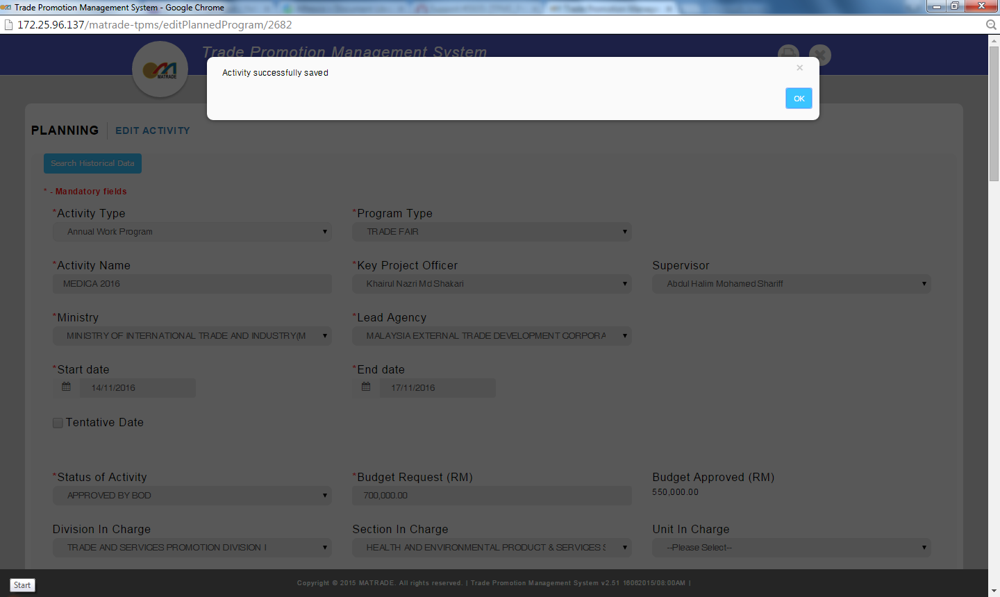 Trade Promotion Management System - Google Chrome
172.25.96.137/matrade-tpms/editPlannedProgram/2682
Trade Promotion Management System
MATRADE
Activity successfully saved
×
OK
PLANNING EDIT ACTIVITY
Search Historical Data
* - Mandatory fields
*Activity Type *Program Type
Annual Work Program TRADE FAIR
*Activity Name *Key Project Officer Supervisor
MEDICA 2016 Khairul Nazri Md Shakari Abdul Halim Mohamed Shariff
*Ministry *Lead Agency
MINISTRY OF INTERNATIONAL TRADE AND INDUSTRY(M MALAYSIA EXTERNAL TRADE DEVELOPMENT CORPORA
*Start date *End date
14/11/2016 17/11/2016
Tentative Date
*Status of Activity *Budget Request (RM) Budget Approved (RM)
APPROVED BY BOD 700,000.00 550,000.00
Division In Charge Section In Charge Unit In Charge
TRADE AND SERVICES PROMOTION DIVISION I HEALTH AND ENVIRONMENTAL PRODUCT & SERVICES S --Please Select--
Copyright © 2015 MATRADE. All rights reserved. | Trade Promotion Management System v2.51 16062015/08:00AM |
Start